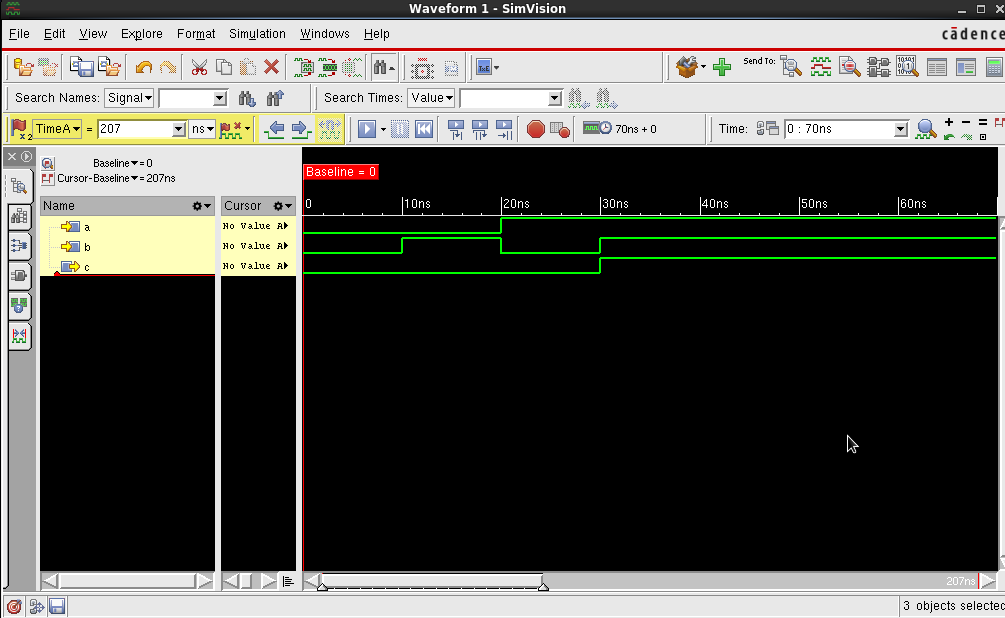 Waveform 1 - SimVision
File Edit View Explore Format Simulation Windows Help
cādence
Search Names: Signal Search Times: Value
x2 TimeA = 207 ns 70ns + 0 Time: 0 : 70ns
Baseline = 0
Cursor-Baseline = 207ns
Baseline = 0
Send To:
Name Cursor 0 10ns 20ns 30ns 40ns 50ns 60ns
a No Value A
b No Value A
c No Value A
207ns
3 objects selected